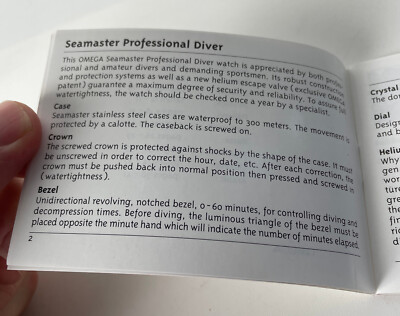 Seamaster Professional Diver
This OMEGA Seamaster Professional Diver watch is appreciated by both profes-
sional and amateur divers and demanding sportsmen. Its robust construction
and protection systems as well as a new helium escape valve (exclusive OMEGA
patent) guarantee a maximum degree of security and reliability. To assure full
watertightness, the watch should be checked once a year by a specialist.
Case
Seamaster stainless steel cases are waterproof to 300 meters. The movement is
protected by a calotte. The caseback is screwed on.
Crown
The screwed crown is protected against shocks by the shape of the case. It must
be unscrewed in order to correct the hour, date, etc. After each correction, the
crown must be pushed back into normal position then pressed and screwed in
(watertightness).
Bezel
Unidirectional revolving, notched bezel, 0-60 minutes, for controlling diving and
decompression times. Before diving, the luminous triangle of the bezel must be
placed opposite the minute hand which will indicate the number of minutes elapsed.
2
Crystal
The do
Dial
Desig
and b
Heliu
Why
gen
wor
ture
gre
the
fir
ri
d